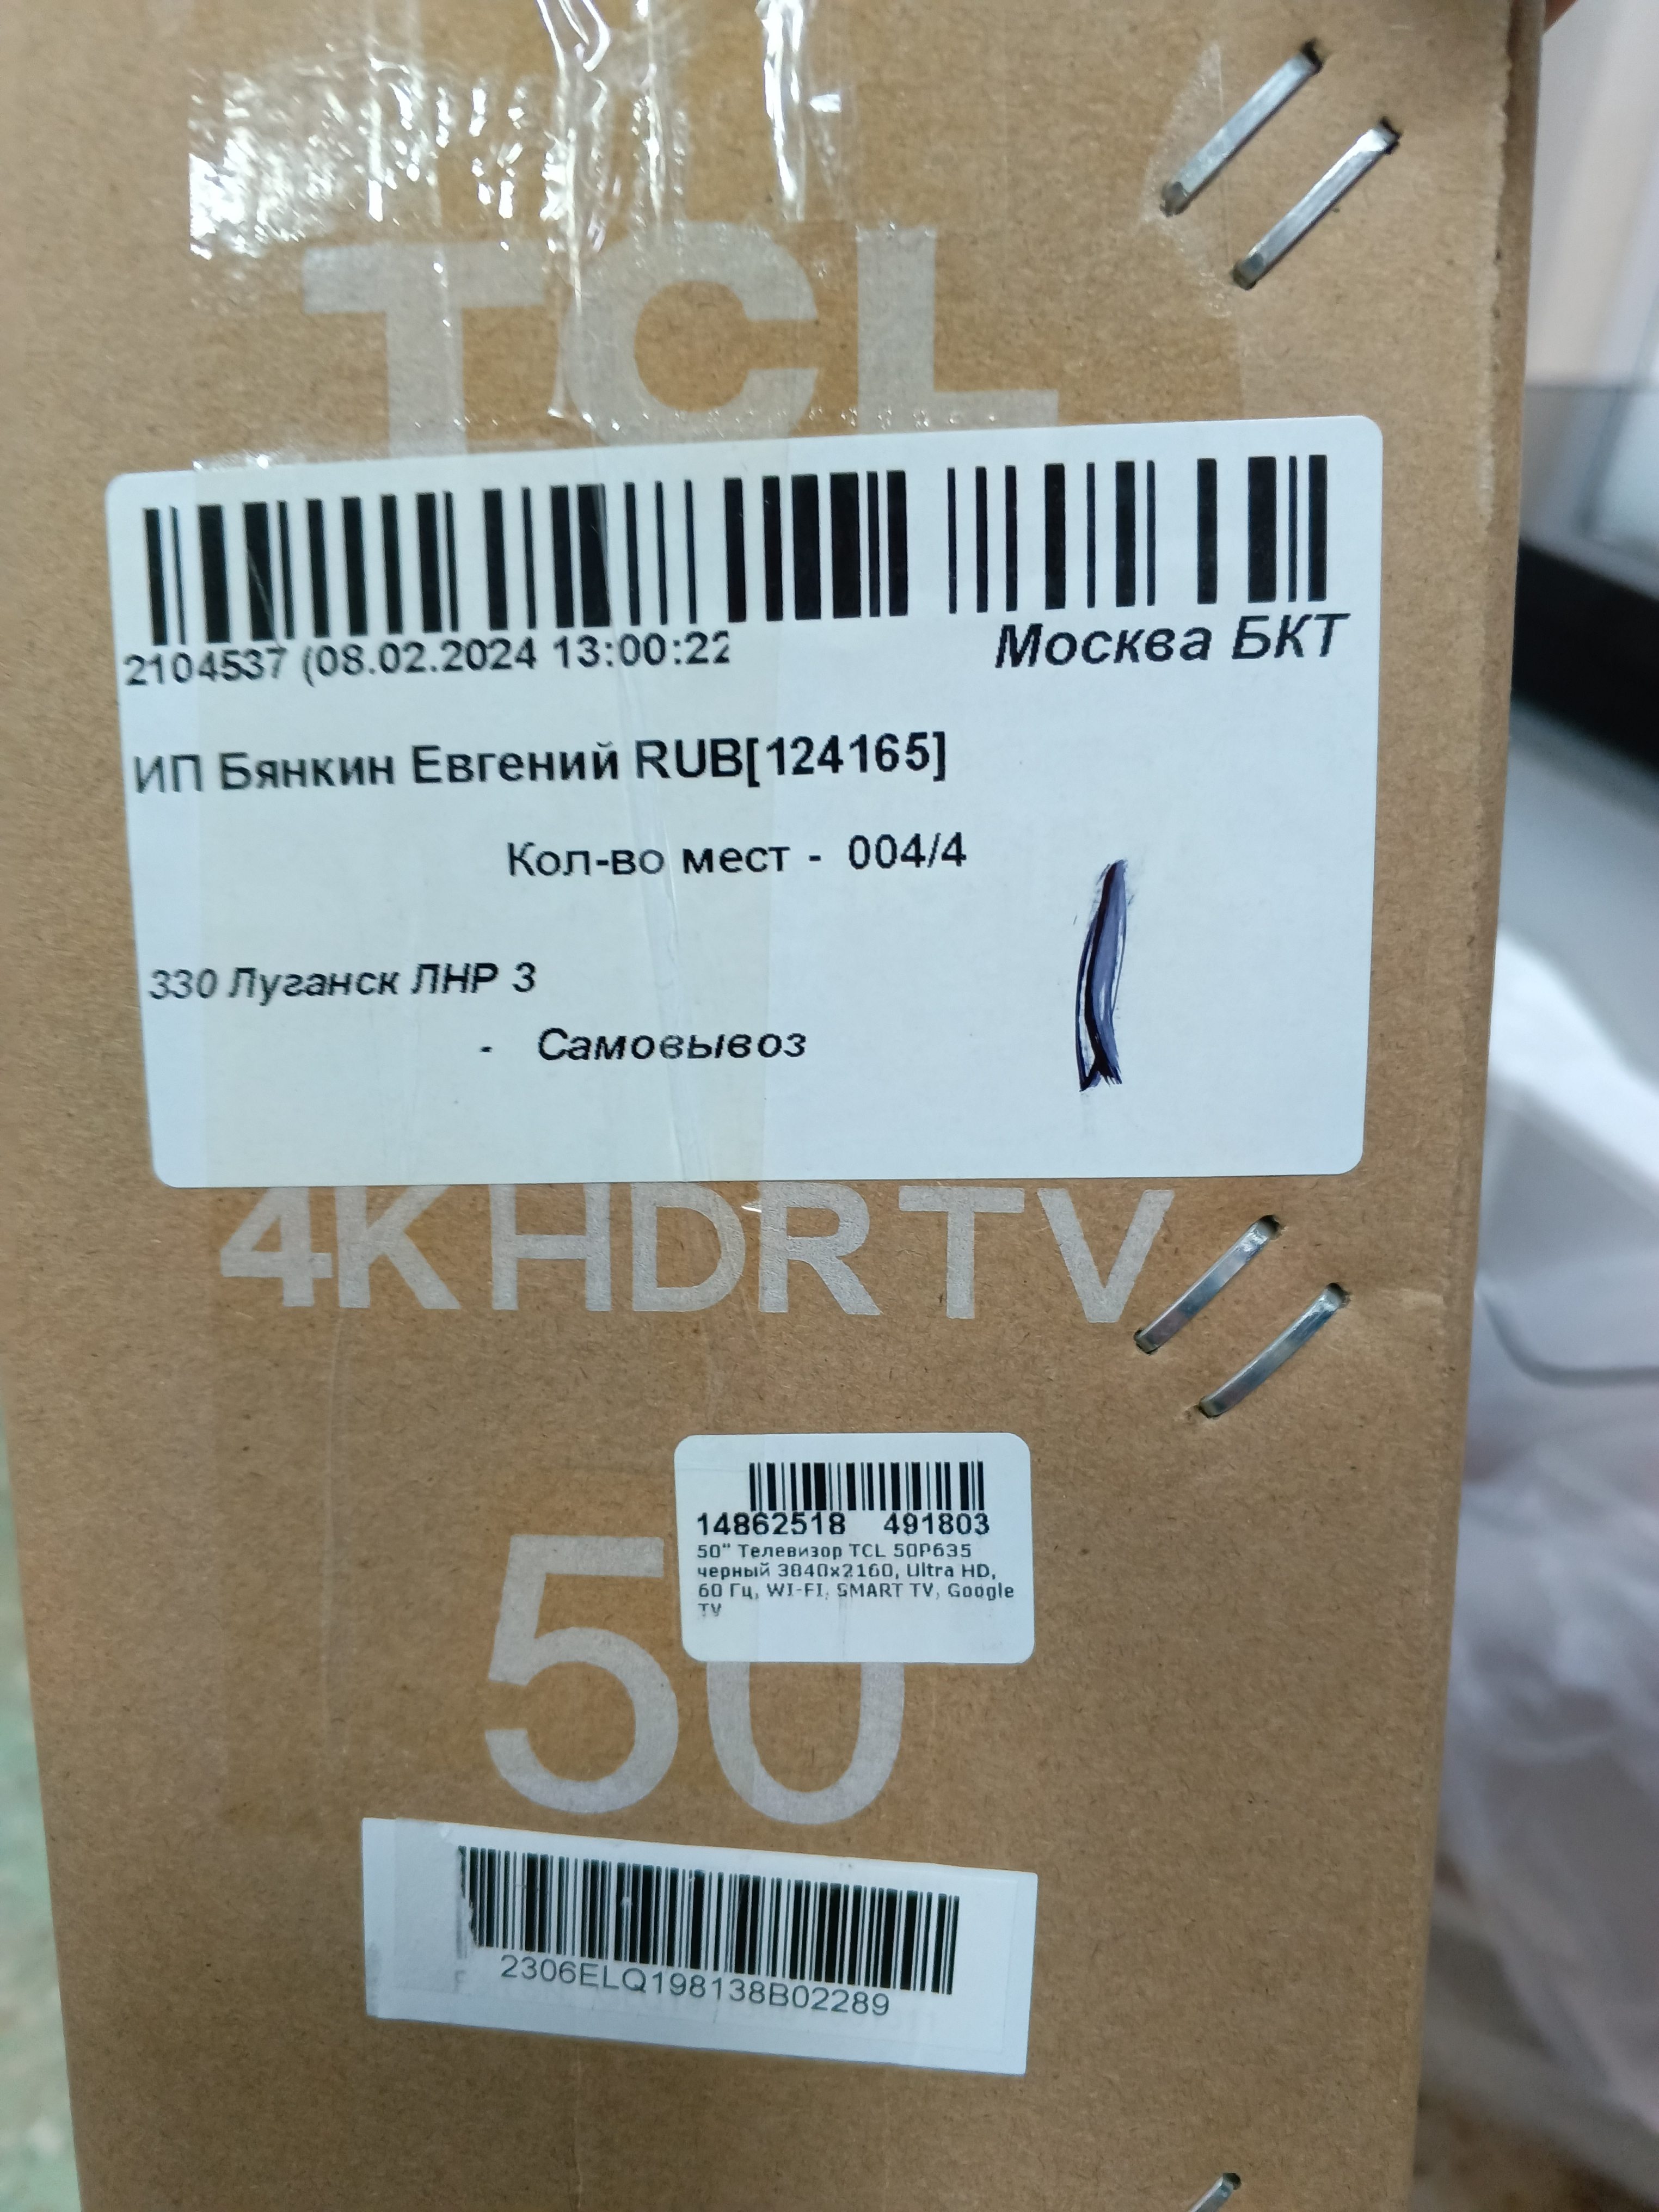 TCL
2104537 (08.02.2024 13:00:22
Москва БКТ
ИП Бянкин Евгений RUB[124165]
Кол-во мест - 004/4
330 Луганск ЛНР 3
- Самовывоз
4K HDR TV
14862518 491803
50" Телевизор TCL 50P635
черный 3840x2160, Ultra HD,
60 Гц, WI-FI, SMART TV, Google
TV
50
2306ELQ198138B02289